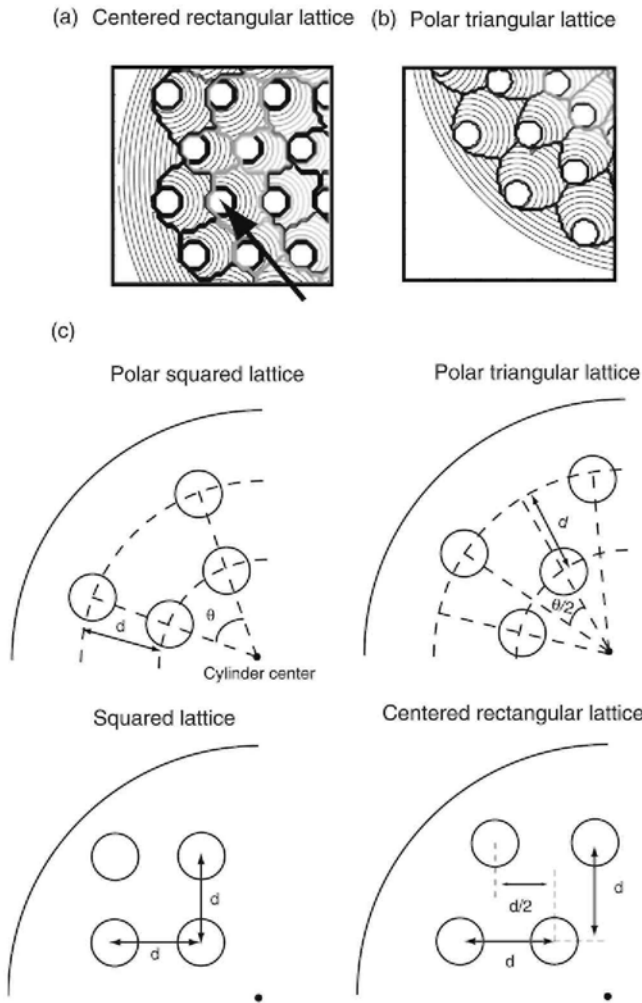 (a) Centered rectangular lattice
(b) Polar triangular lattice
(c)
Polar squared lattice
d
θ
Cylinder center
Polar triangular lattice
d
θ/2
Squared lattice
d
d
Centered rectangular lattice
d/2
d
d